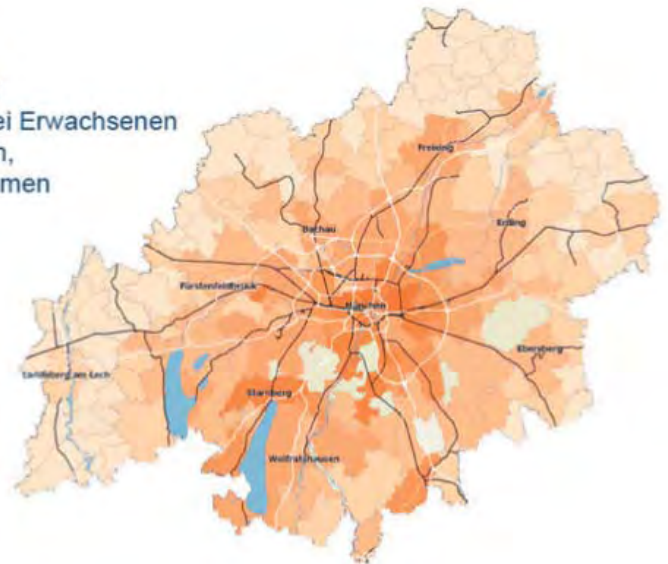 ei Erwachsenen
n,
men
Freising
Erding
Dachau
Fürstenfeldbruck
München
Ebersberg
Landsberg am Lech
Starnberg
Wolfratshausen